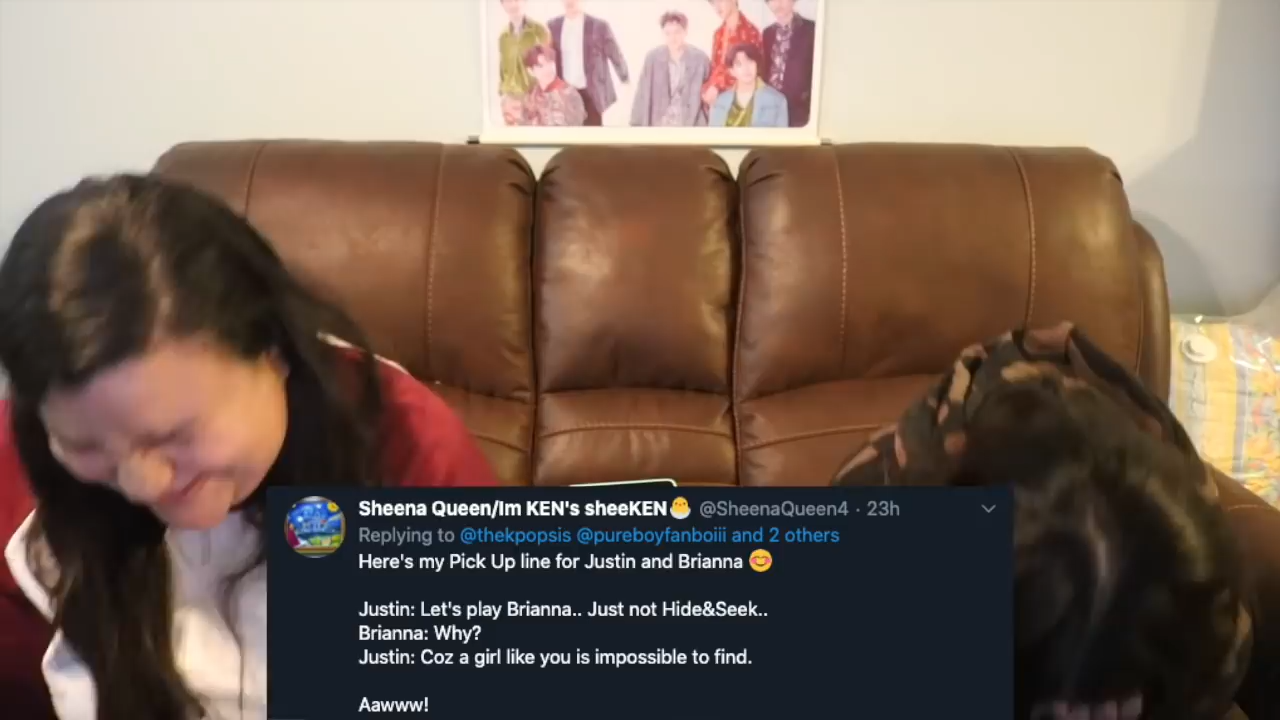 Sheena Queen/Im KEN's sheeKEN🐣 @SheenaQueen4 · 23h
Replying to @thekpopsis @pureboyfanboiii and 2 others
Here's my Pick Up line for Justin and Brianna 😊
Justin: Let's play Brianna.. Just not Hide&Seek..
Brianna: Why?
Justin: Coz a girl like you is impossible to find.
Aawww!